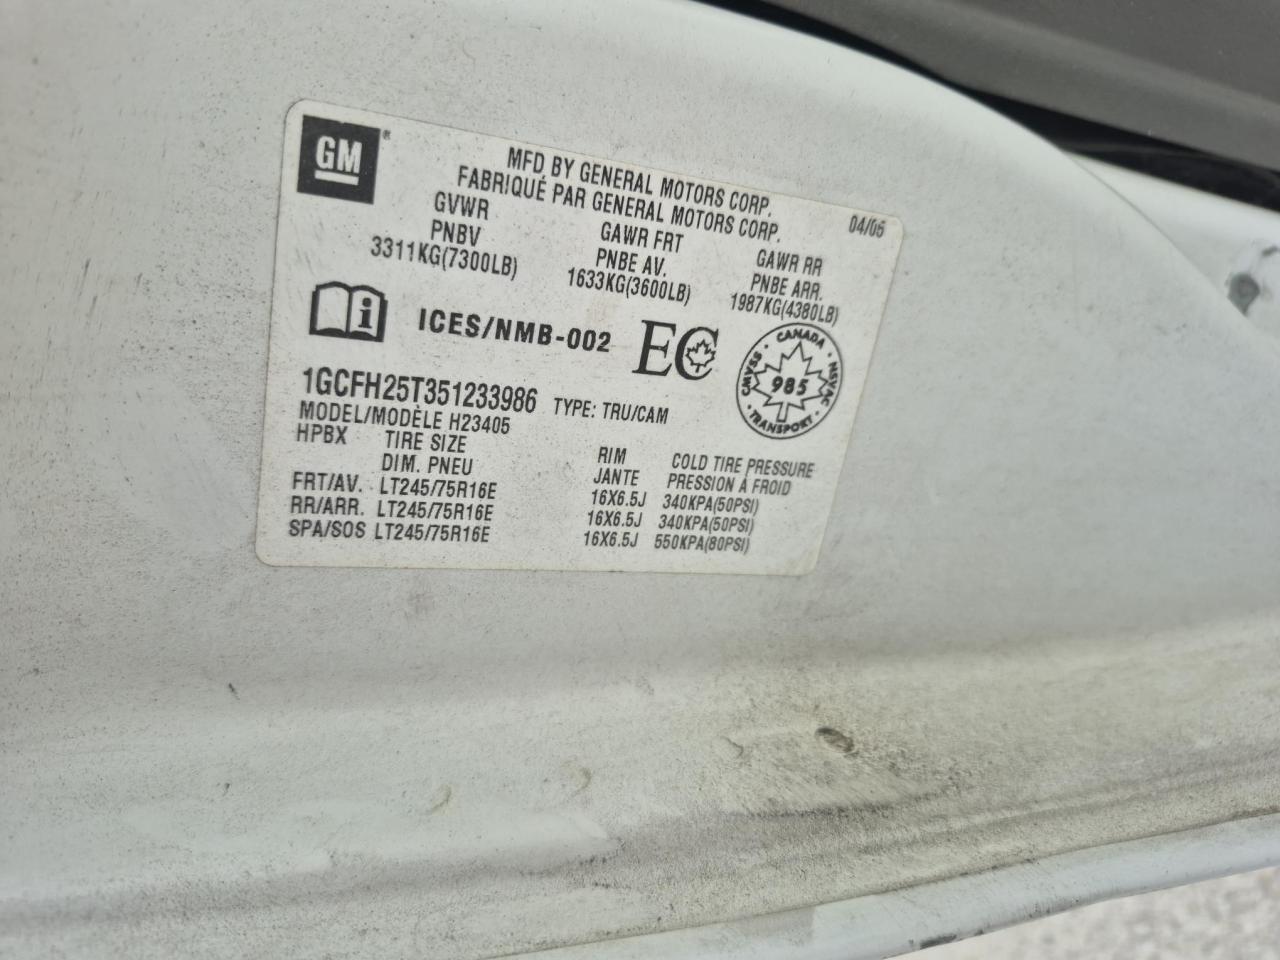 GM®
MFD BY GENERAL MOTORS CORP.
FABRIQUÉ PAR GENERAL MOTORS CORP.
04/05
GVWR GAWR FRT GAWR RR
PNBV PNBE AV. PNBE ARR.
3311KG(7300LB) 1633KG(3600LB) 1987KG(4380LB)
i ICES/NMB-002 EC
CANADA · NSVAC · TRANSPORT · CMVSS
985
1GCFH25T351233986 TYPE: TRU/CAM
MODEL/MODÈLE H23405
HPBX TIRE SIZE RIM COLD TIRE PRESSURE
DIM. PNEU JANTE PRESSION À FROID
FRT/AV. LT245/75R16E 16X6.5J 340KPA(50PSI)
RR/ARR. LT245/75R16E 16X6.5J 340KPA(50PSI)
SPA/SOS LT245/75R16E 16X6.5J 550KPA(80PSI)